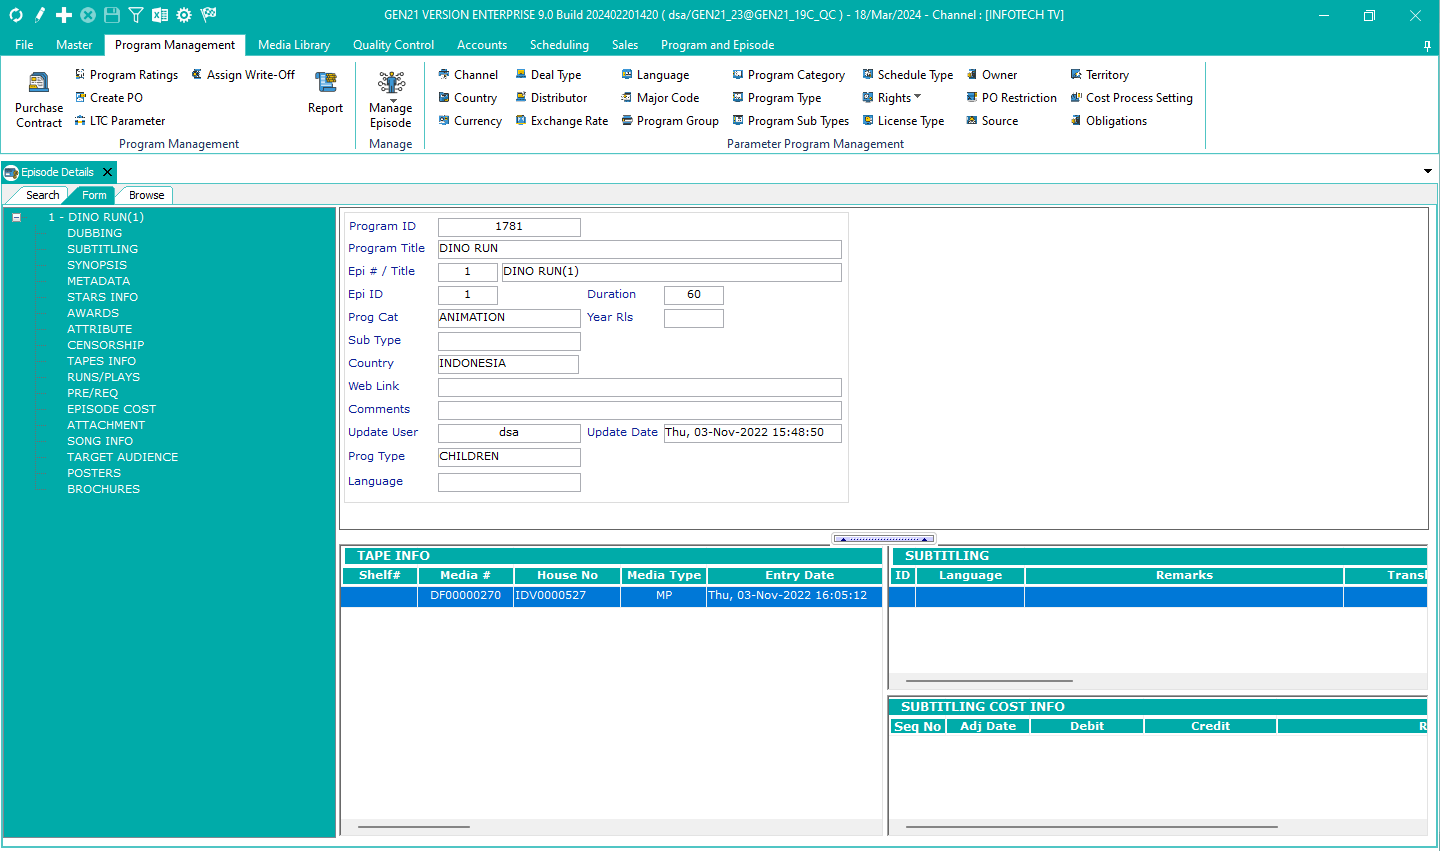 GEN21 VERSION ENTERPRISE 9.0 Build 202402201420 ( dsa/GEN21_23@GEN21_19C_QC ) - 18/Mar/2024 - Channel : [INFOTECH TV]
File Master Program Management Media Library Quality Control Accounts Scheduling Sales Program and Episode
Program Ratings Assign Write-Off Channel Deal Type Language Program Category Schedule Type Owner Territory
Create PO Country Distributor Major Code Program Type Rights PO Restriction Cost Process Setting
Purchase Contract Report Manage Episode
LTC Parameter Currency Exchange Rate Program Group Program Sub Types License Type Source Obligations
Program Management Manage Parameter Program Management
Episode Details
Search Form Browse
1 - DINO RUN(1)
DUBBING
SUBTITLING
SYNOPSIS
METADATA
STARS INFO
AWARDS
ATTRIBUTE
CENSORSHIP
TAPES INFO
RUNS/PLAYS
PRE/REQ
EPISODE COST
ATTACHMENT
SONG INFO
TARGET AUDIENCE
POSTERS
BROCHURES
Program ID 1781
Program Title DINO RUN
Epi # / Title 1 DINO RUN(1)
Epi ID 1 Duration 60
Prog Cat ANIMATION Year Rls
Sub Type
Country INDONESIA
Web Link
Comments
Update User dsa Update Date Thu, 03-Nov-2022 15:48:50
Prog Type CHILDREN
Language
TAPE INFO
Shelf# Media # House No Media Type Entry Date
DF00000270 IDV0000527 MP Thu, 03-Nov-2022 16:05:12
SUBTITLING
ID Language Remarks Transl
SUBTITLING COST INFO
Seq No Adj Date Debit Credit R